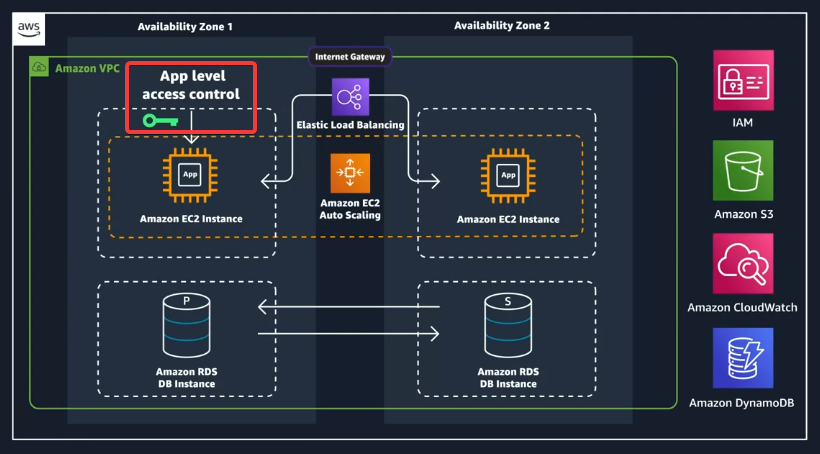 aws
Availability Zone 1
Availability Zone 2
Internet Gateway
Amazon VPC
App level
access control
Elastic Load Balancing
App
App
Amazon EC2 Instance
Amazon EC2
Auto Scaling
Amazon EC2 Instance
P
S
Amazon RDS
DB Instance
Amazon RDS
DB Instance
IAM
Amazon S3
Amazon CloudWatch
Amazon DynamoDB